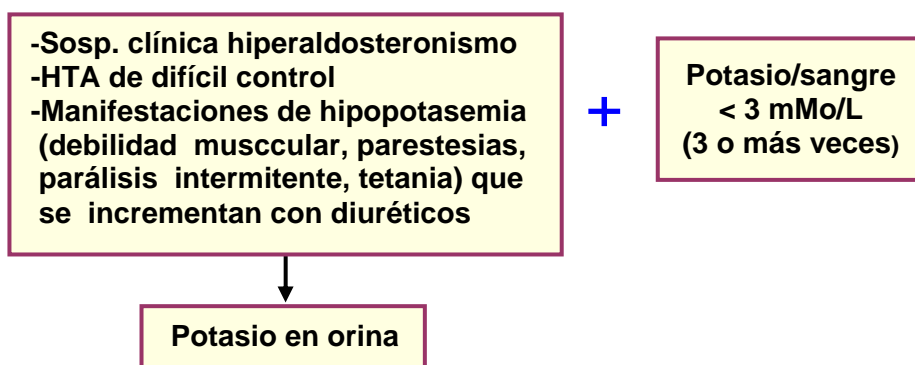 -Sosp. clínica hiperaldosteronismo
-HTA de difícil control
-Manifestaciones de hipopotasemia
(debilidad musccular, parestesias,
parálisis intermitente, tetania) que
se incrementan con diuréticos
+
Potasio/sangre
< 3 mMo/L
(3 o más veces)
Potasio en orina